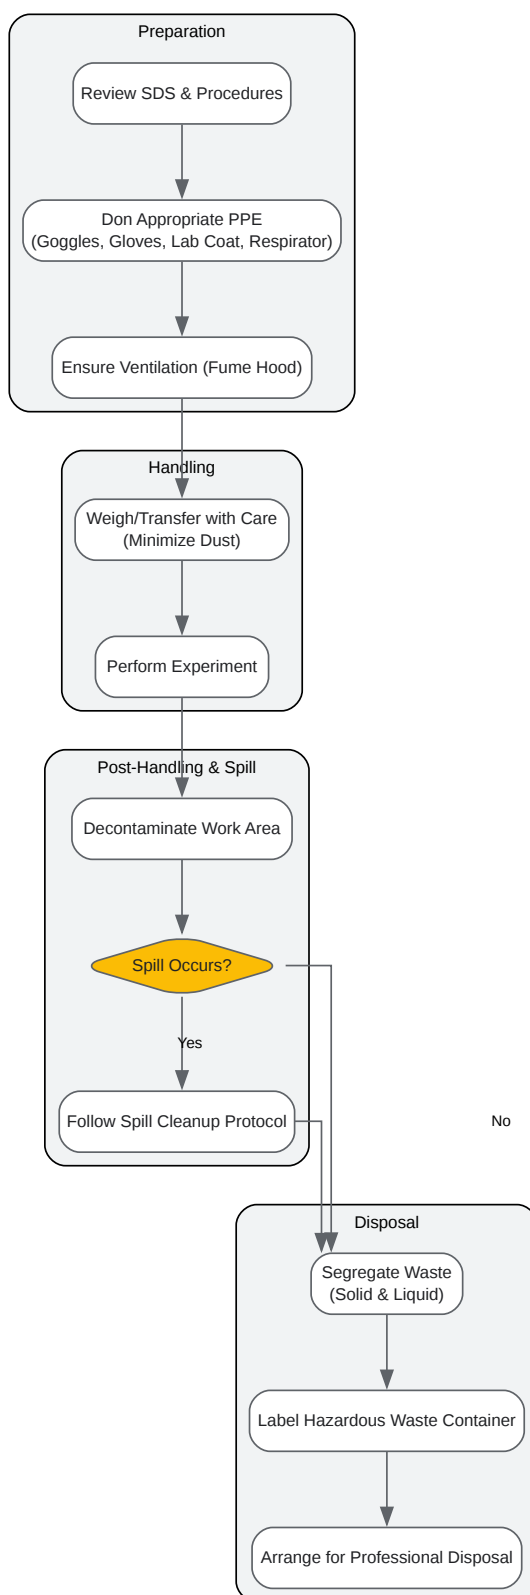 Preparation
Review SDS & Procedures
Don Appropriate PPE
(Goggles, Gloves, Lab Coat, Respirator)
Ensure Ventilation (Fume Hood)
Handling
Weigh/Transfer with Care
(Minimize Dust)
Perform Experiment
Post-Handling & Spill
Decontaminate Work Area
Spill Occurs?
Yes
Follow Spill Cleanup Protocol
No
Disposal
Segregate Waste
(Solid & Liquid)
Label Hazardous Waste Container
Arrange for Professional Disposal